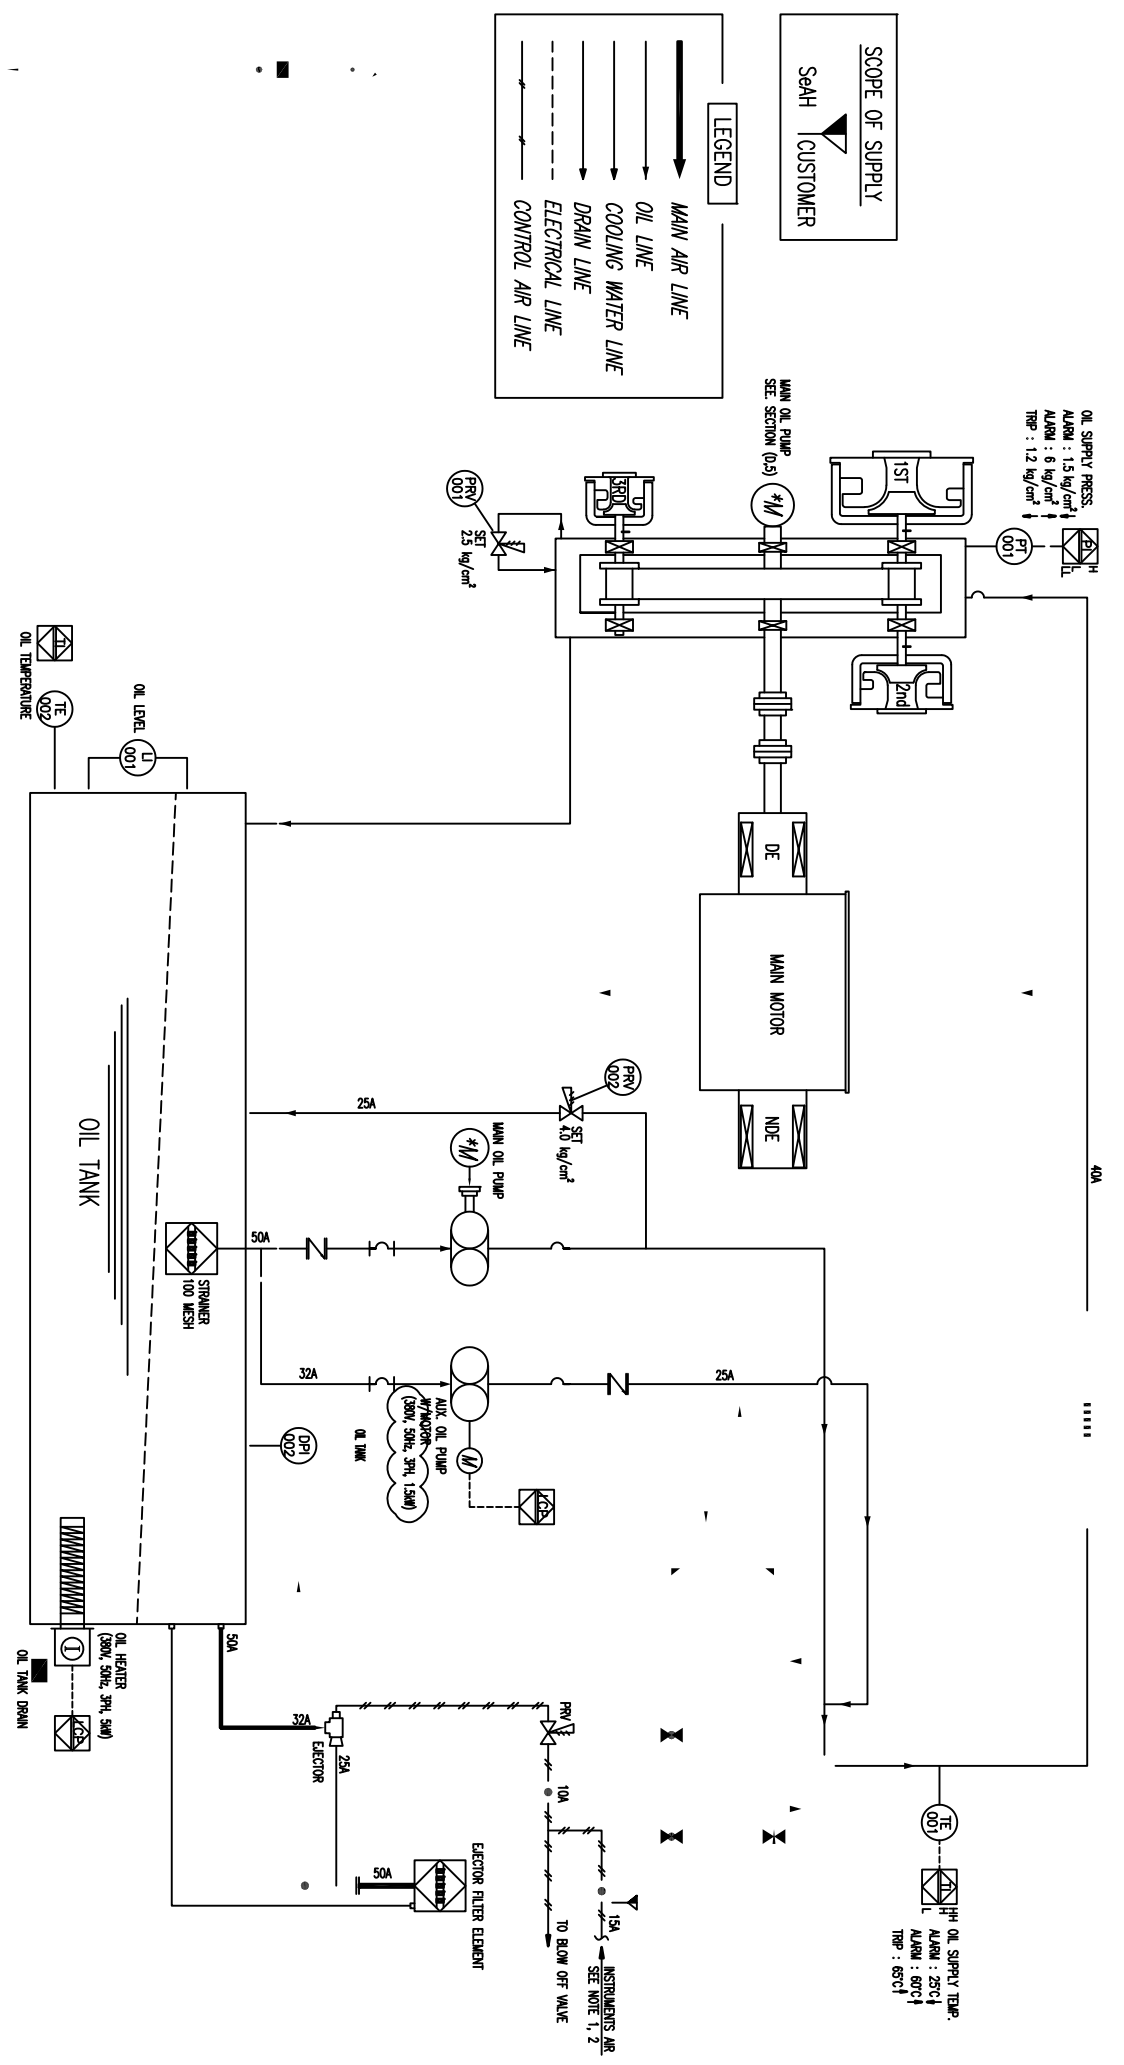 SCOPE OF SUPPLY
SeAH
CUSTOMER
LEGEND
MAIN AIR LINE
OIL LINE
COOLING WATER LINE
DRAIN LINE
ELECTRICAL LINE
CONTROL AIR LINE
OIL SUPPLY PRESS.
ALARM : 1.5 kg/cm²
ALARM : 6 kg/cm²
TRIP : 1.2 kg/cm²
PI
H
L
LL
PT
001
MAIN OIL PUMP
SEE. SECTION (D,5)
*M
1ST
2nd
3RD
PRV
001
SET
2.5 kg/cm²
DE
MAIN MOTOR
NDE
40A
TI
OIL TEMPERATURE
TE
002
OIL LEVEL
LI
001
OIL TANK
25A
PRV
002
SET
4.0 kg/cm²
MAIN OIL PUMP
*M
50A
STRAINER
100 MESH
32A
25A
AUX. OIL PUMP
W/MOTOR
(380V, 50Hz, 3PH, 1.5kW)
OIL TANK
M
LCP
DPI
002
OIL HEATER
(380V, 50Hz, 3PH, 5kW)
LCP
OIL TANK DRAIN
50A
32A
EJECTOR
25A
PRV
10A
50A
EJECTOR FILTER ELEMENT
TO BLOW OFF VALVE
15A
INSTRUMENTS AIR
SEE NOTE 1, 2
TE
001
TI
HH
H
L
OIL SUPPLY TEMP.
ALARM : 25°C
ALARM : 60°C
TRIP : 65°C